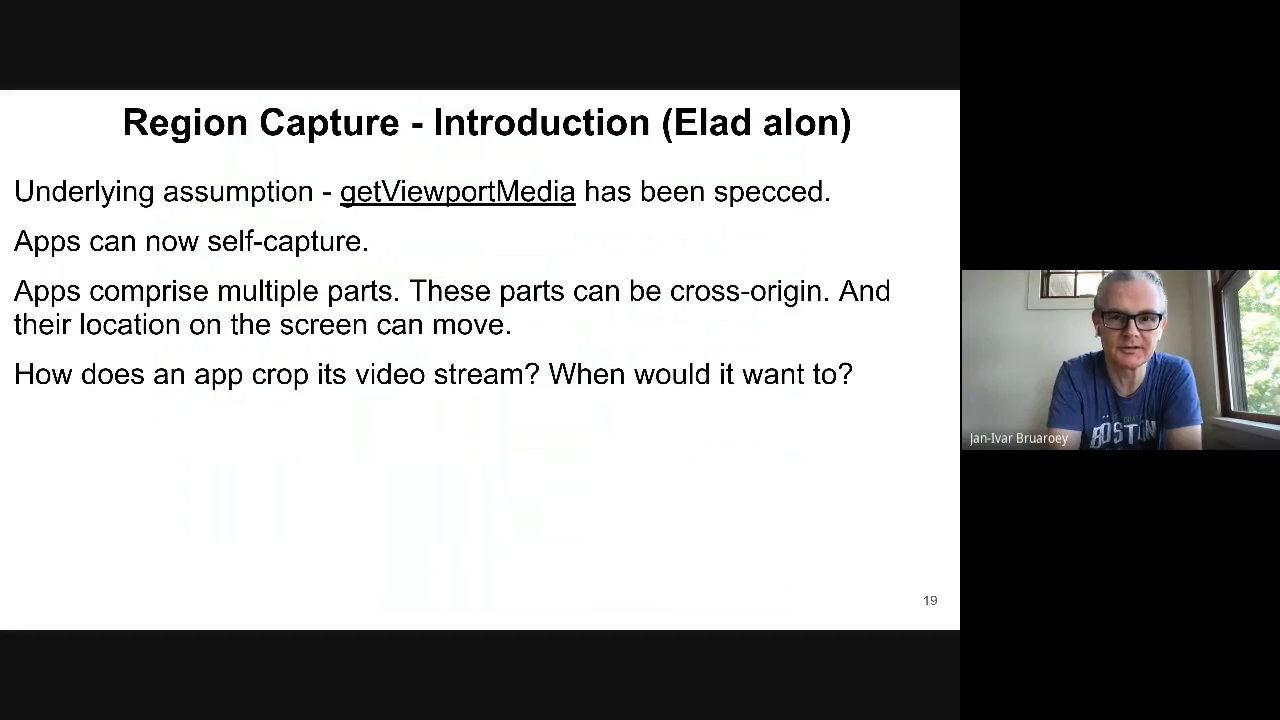 Region Capture - Introduction (Elad alon)
Underlying assumption - getViewportMedia has been specced.
Apps can now self-capture.
Apps comprise multiple parts. These parts can be cross-origin. And
their location on the screen can move.
How does an app crop its video stream? When would it want to?
19
Jan-Ivar Bruaroey
BOSTON